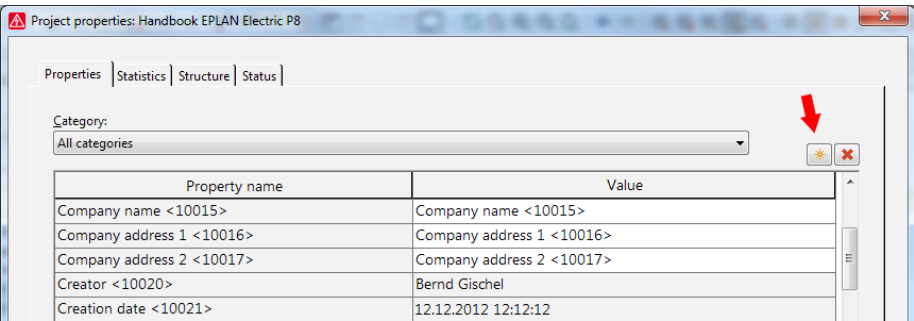 Project properties: Handbook EPLAN Electric P8
Properties Statistics Structure Status
Category:
All categories
Property name Value
Company name <10015> Company name <10015>
Company address 1 <10016> Company address 1 <10016>
Company address 2 <10017> Company address 2 <10017>
Creator <10020> Bernd Gischel
Creation date <10021> 12.12.2012 12:12:12